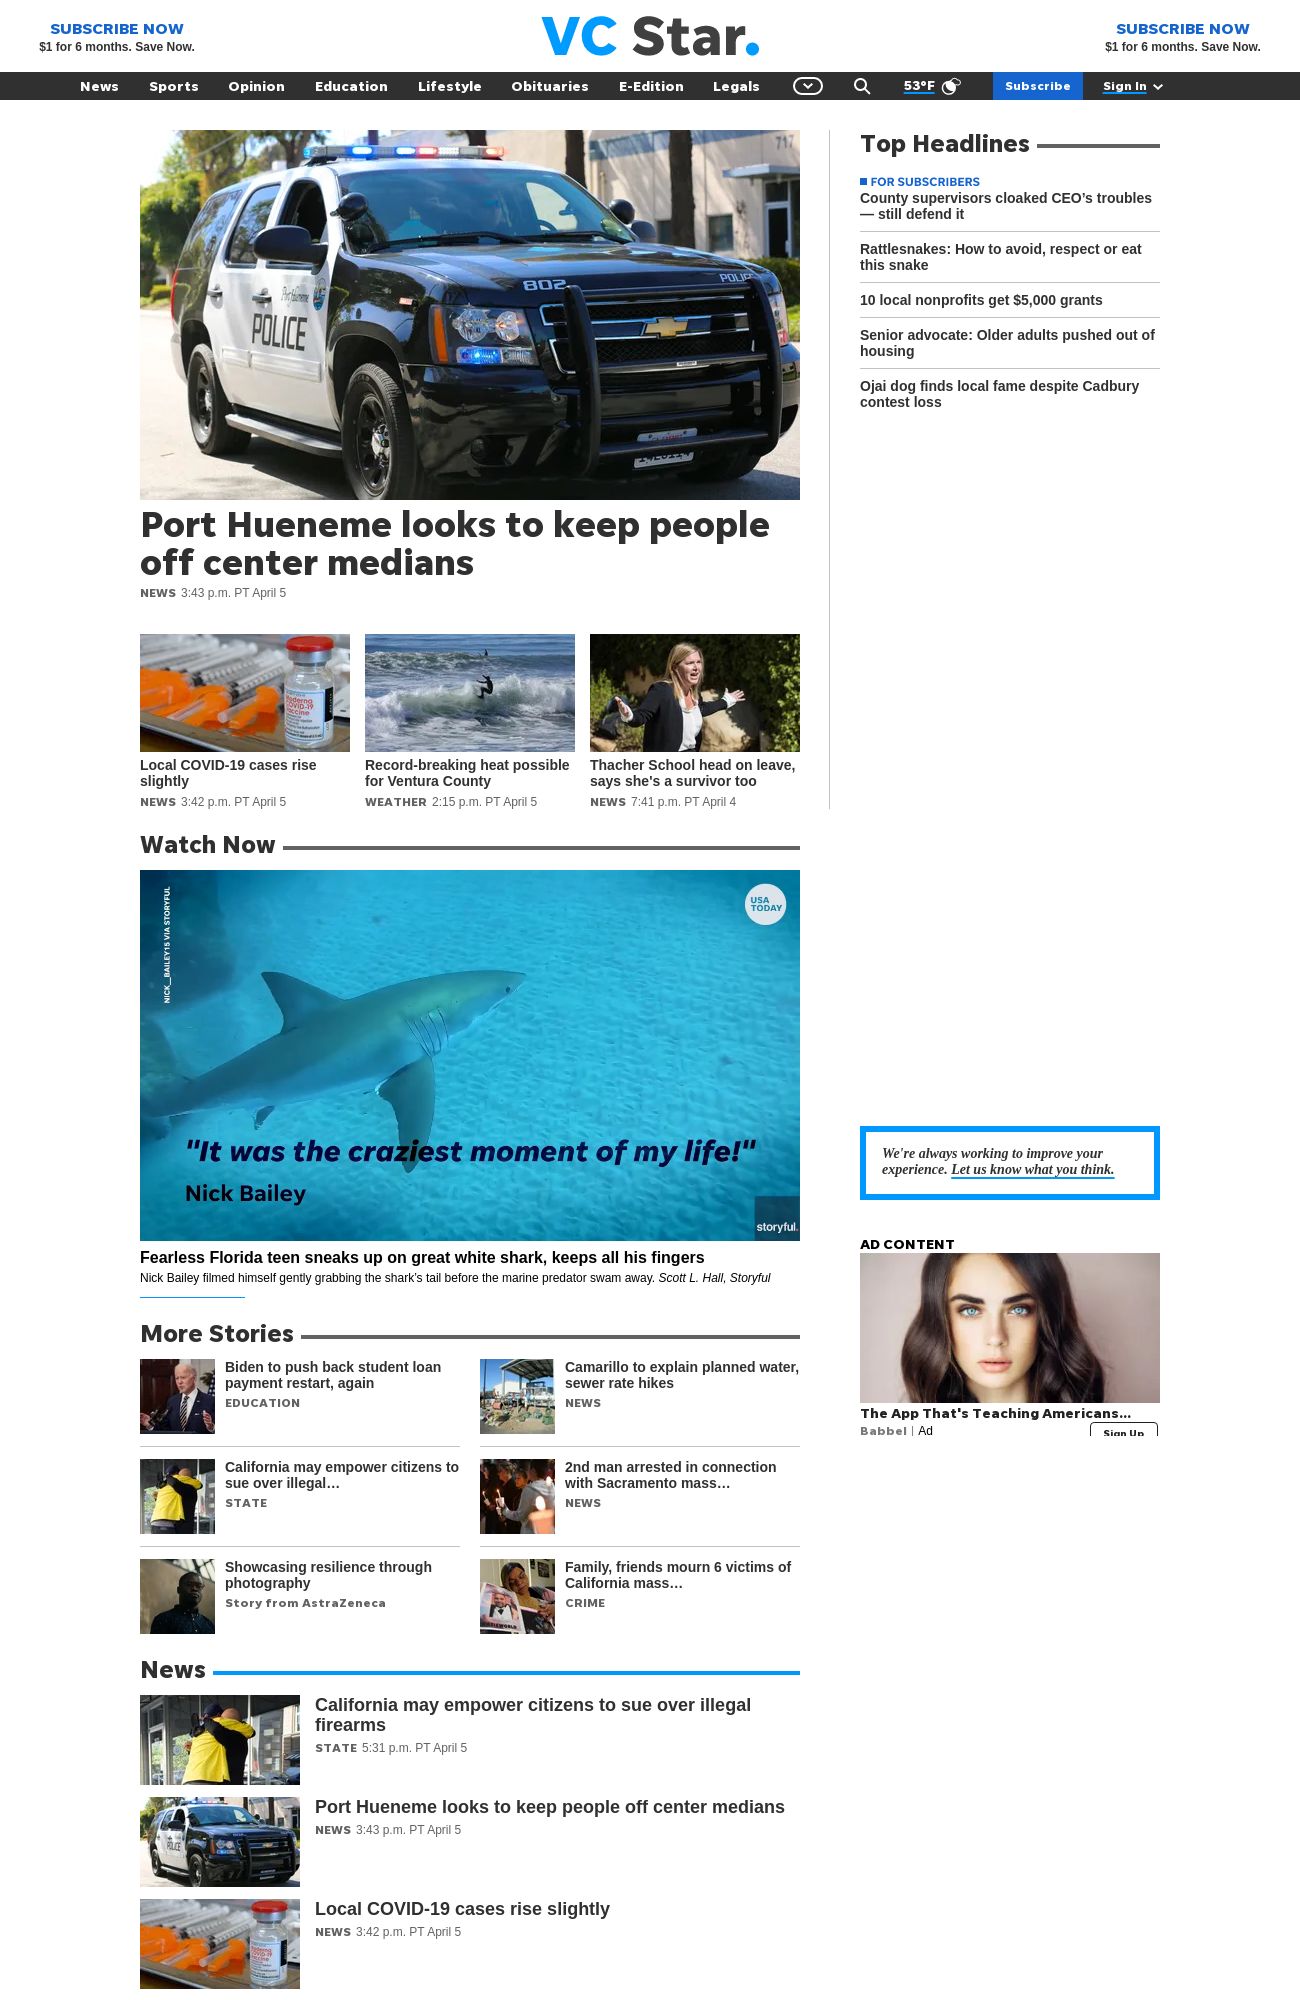 SUBSCRIBE NOW
$1 for 6 months. Save Now.
VC Star.
SUBSCRIBE NOW
$1 for 6 months. Save Now.
News Sports Opinion Education Lifestyle Obituaries E-Edition Legals 53°F Subscribe Sign In
717
802
POLICE
Port Hueneme
POLICE
Port Hueneme looks to keep people
off center medians
NEWS 3:43 p.m. PT April 5
Moderna
COVID-19
Vaccine
Local COVID-19 cases rise
slightly
NEWS 3:42 p.m. PT April 5
Record-breaking heat possible
for Ventura County
WEATHER 2:15 p.m. PT April 5
Thacher School head on leave,
says she's a survivor too
NEWS 7:41 p.m. PT April 4
Top Headlines
FOR SUBSCRIBERS
County supervisors cloaked CEO’s troubles
— still defend it
Rattlesnakes: How to avoid, respect or eat
this snake
10 local nonprofits get $5,000 grants
Senior advocate: Older adults pushed out of
housing
Ojai dog finds local fame despite Cadbury
contest loss
Watch Now
NICK__BAILEY15 VIA STORYFUL
USA
TODAY
"It was the craziest moment of my life!"
Nick Bailey
storyful.
Fearless Florida teen sneaks up on great white shark, keeps all his fingers
Nick Bailey filmed himself gently grabbing the shark’s tail before the marine predator swam away. Scott L. Hall, Storyful
We're always working to improve your
experience. Let us know what you think.
AD CONTENT
The App That's Teaching Americans...
Babbel | Ad
Sign Up
More Stories
Biden to push back student loan
payment restart, again
EDUCATION
Camarillo to explain planned water,
sewer rate hikes
NEWS
California may empower citizens to
sue over illegal…
STATE
2nd man arrested in connection
with Sacramento mass…
NEWS
Showcasing resilience through
photography
Story from AstraZeneca
Family, friends mourn 6 victims of
California mass…
CRIME
News
California may empower citizens to sue over illegal
firearms
STATE 5:31 p.m. PT April 5
POLICE
Port Hueneme looks to keep people off center medians
NEWS 3:43 p.m. PT April 5
Moderna
COVID-19
Vaccine
Local COVID-19 cases rise slightly
NEWS 3:42 p.m. PT April 5